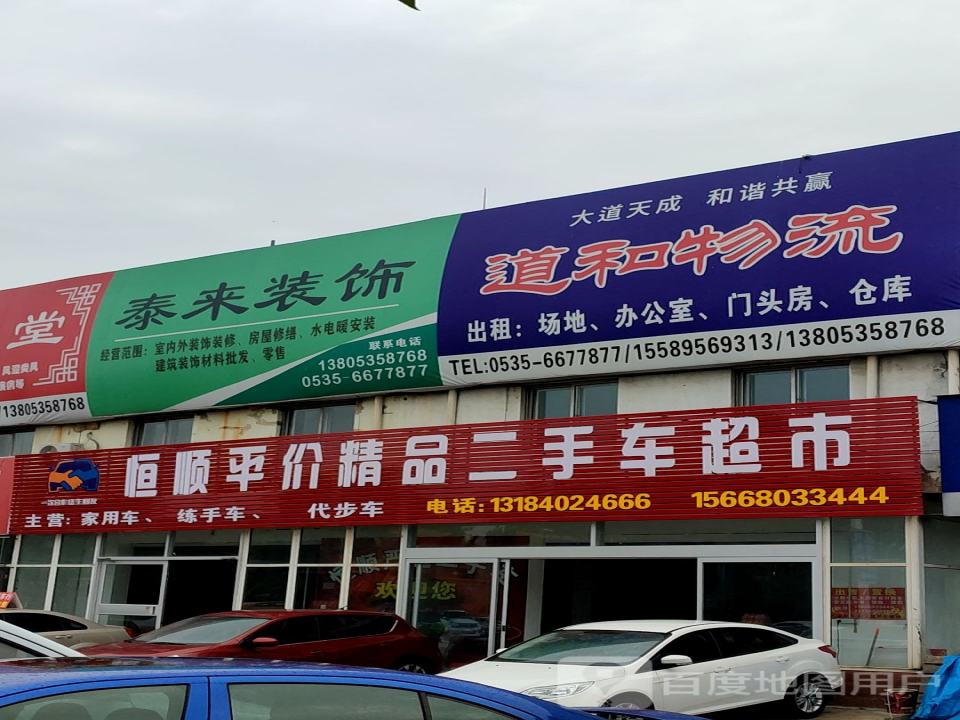 堂
/13805358768
泰来装饰
经营范围：室内外装饰装修、房屋修缮、水电暖安装
建筑装饰材料批发、零售
联系电话
13805358768
0535-6677877
大道天成 和谐共赢
道和物流
出租：场地、办公室、门头房、仓库
TEL:0535-6677877/15589569313/13805358768
恒顺平价精品二手车超市
主营：家用车、练手车、代步车
电话:13184024666 15668033444
欢迎您
出售/置换
百度地图用户